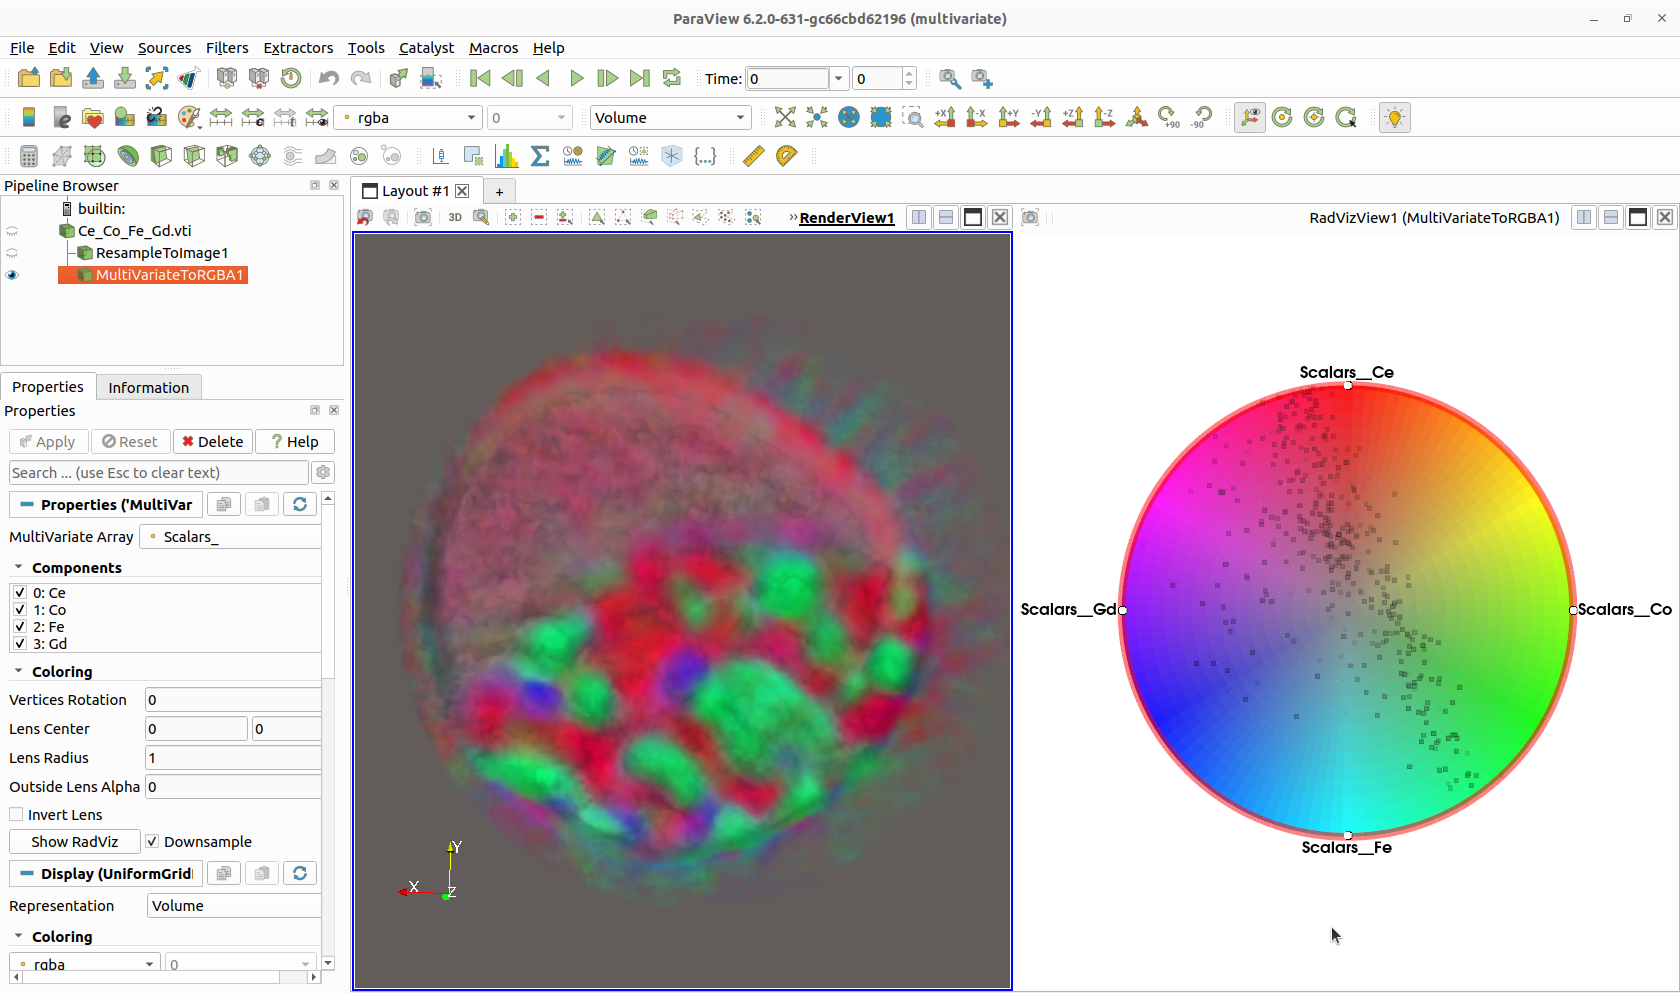 ParaView 6.2.0-631-gc66cbd62196 (multivariate)
File Edit View Sources Filters Extractors Tools Catalyst Macros Help
Time: 0 0
rgba 0 Volume +X -X +Y -Y +Z -Z +90 -90
Pipeline Browser
builtin:
Ce_Co_Fe_Gd.vti
ResampleToImage1
MultiVariateToRGBA1
Properties Information
Properties
Apply Reset Delete Help
Search ... (use Esc to clear text)
Properties ('MultiVar
MultiVariate Array Scalars_
Components
0: Ce
1: Co
2: Fe
3: Gd
Coloring
Vertices Rotation 0
Lens Center 0 0
Lens Radius 1
Outside Lens Alpha 0
Invert Lens
Show RadViz Downsample
Display (UniformGrid
Representation Volume
Coloring
rgba 0
Layout #1 +
3D » RenderView1
Y
X
Z
RadVizView1 (MultiVariateToRGBA1)
Scalars__Ce
Scalars__Gd
Scalars__Co
Scalars__Fe